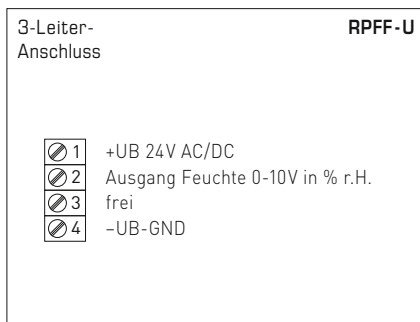 3-Leiter- RPFF-U
Anschluss
1 +UB 24V AC/DC
2 Ausgang Feuchte 0-10V in % r.H.
3 frei
4 –UB-GND